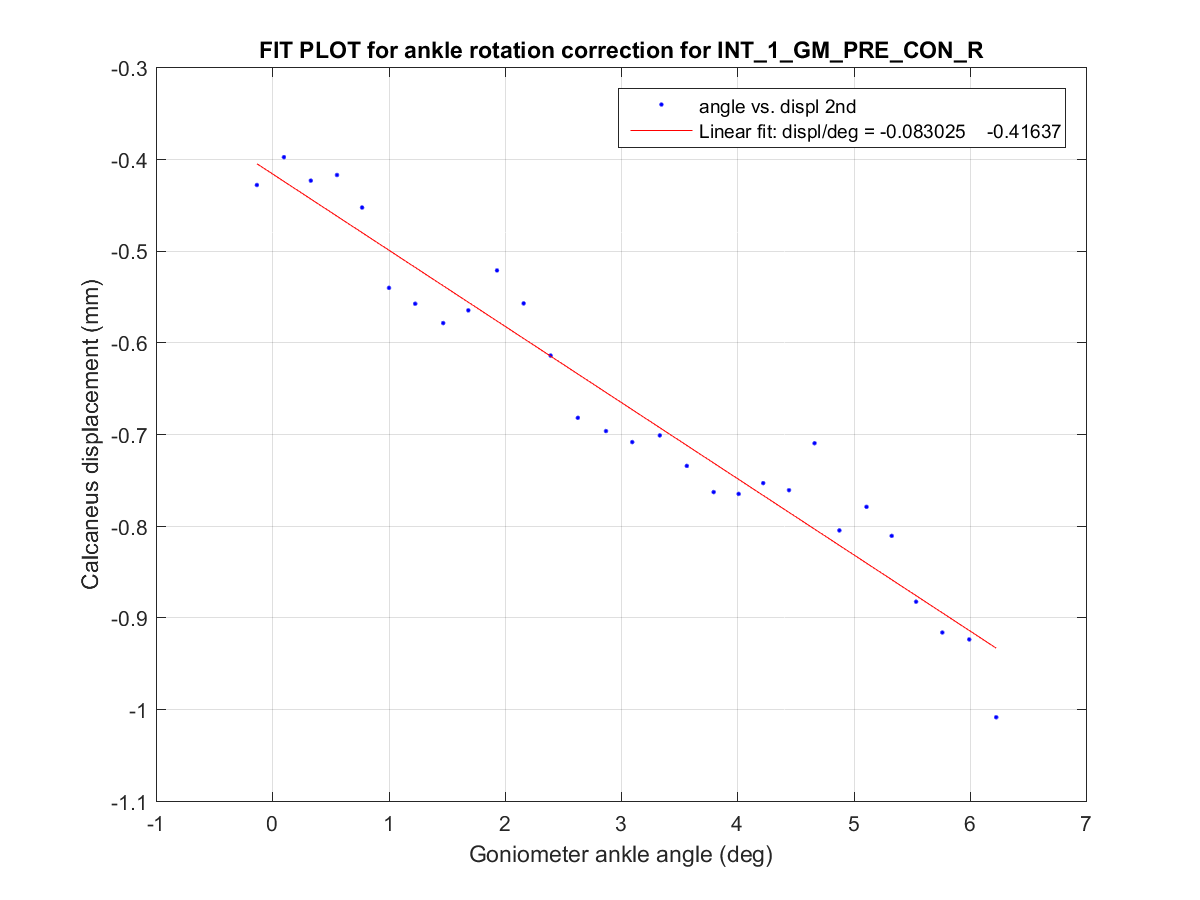 FIT PLOT for ankle rotation correction for INT_1_GM_PRE_CON_R
angle vs. displ 2nd
Linear fit: displ/deg = -0.083025    -0.41637
-0.3
-0.4
-0.5
-0.6
-0.7
-0.8
-0.9
-1
-1.1
Calcaneus displacement (mm)
-1 0 1 2 3 4 5 6 7
Goniometer ankle angle (deg)